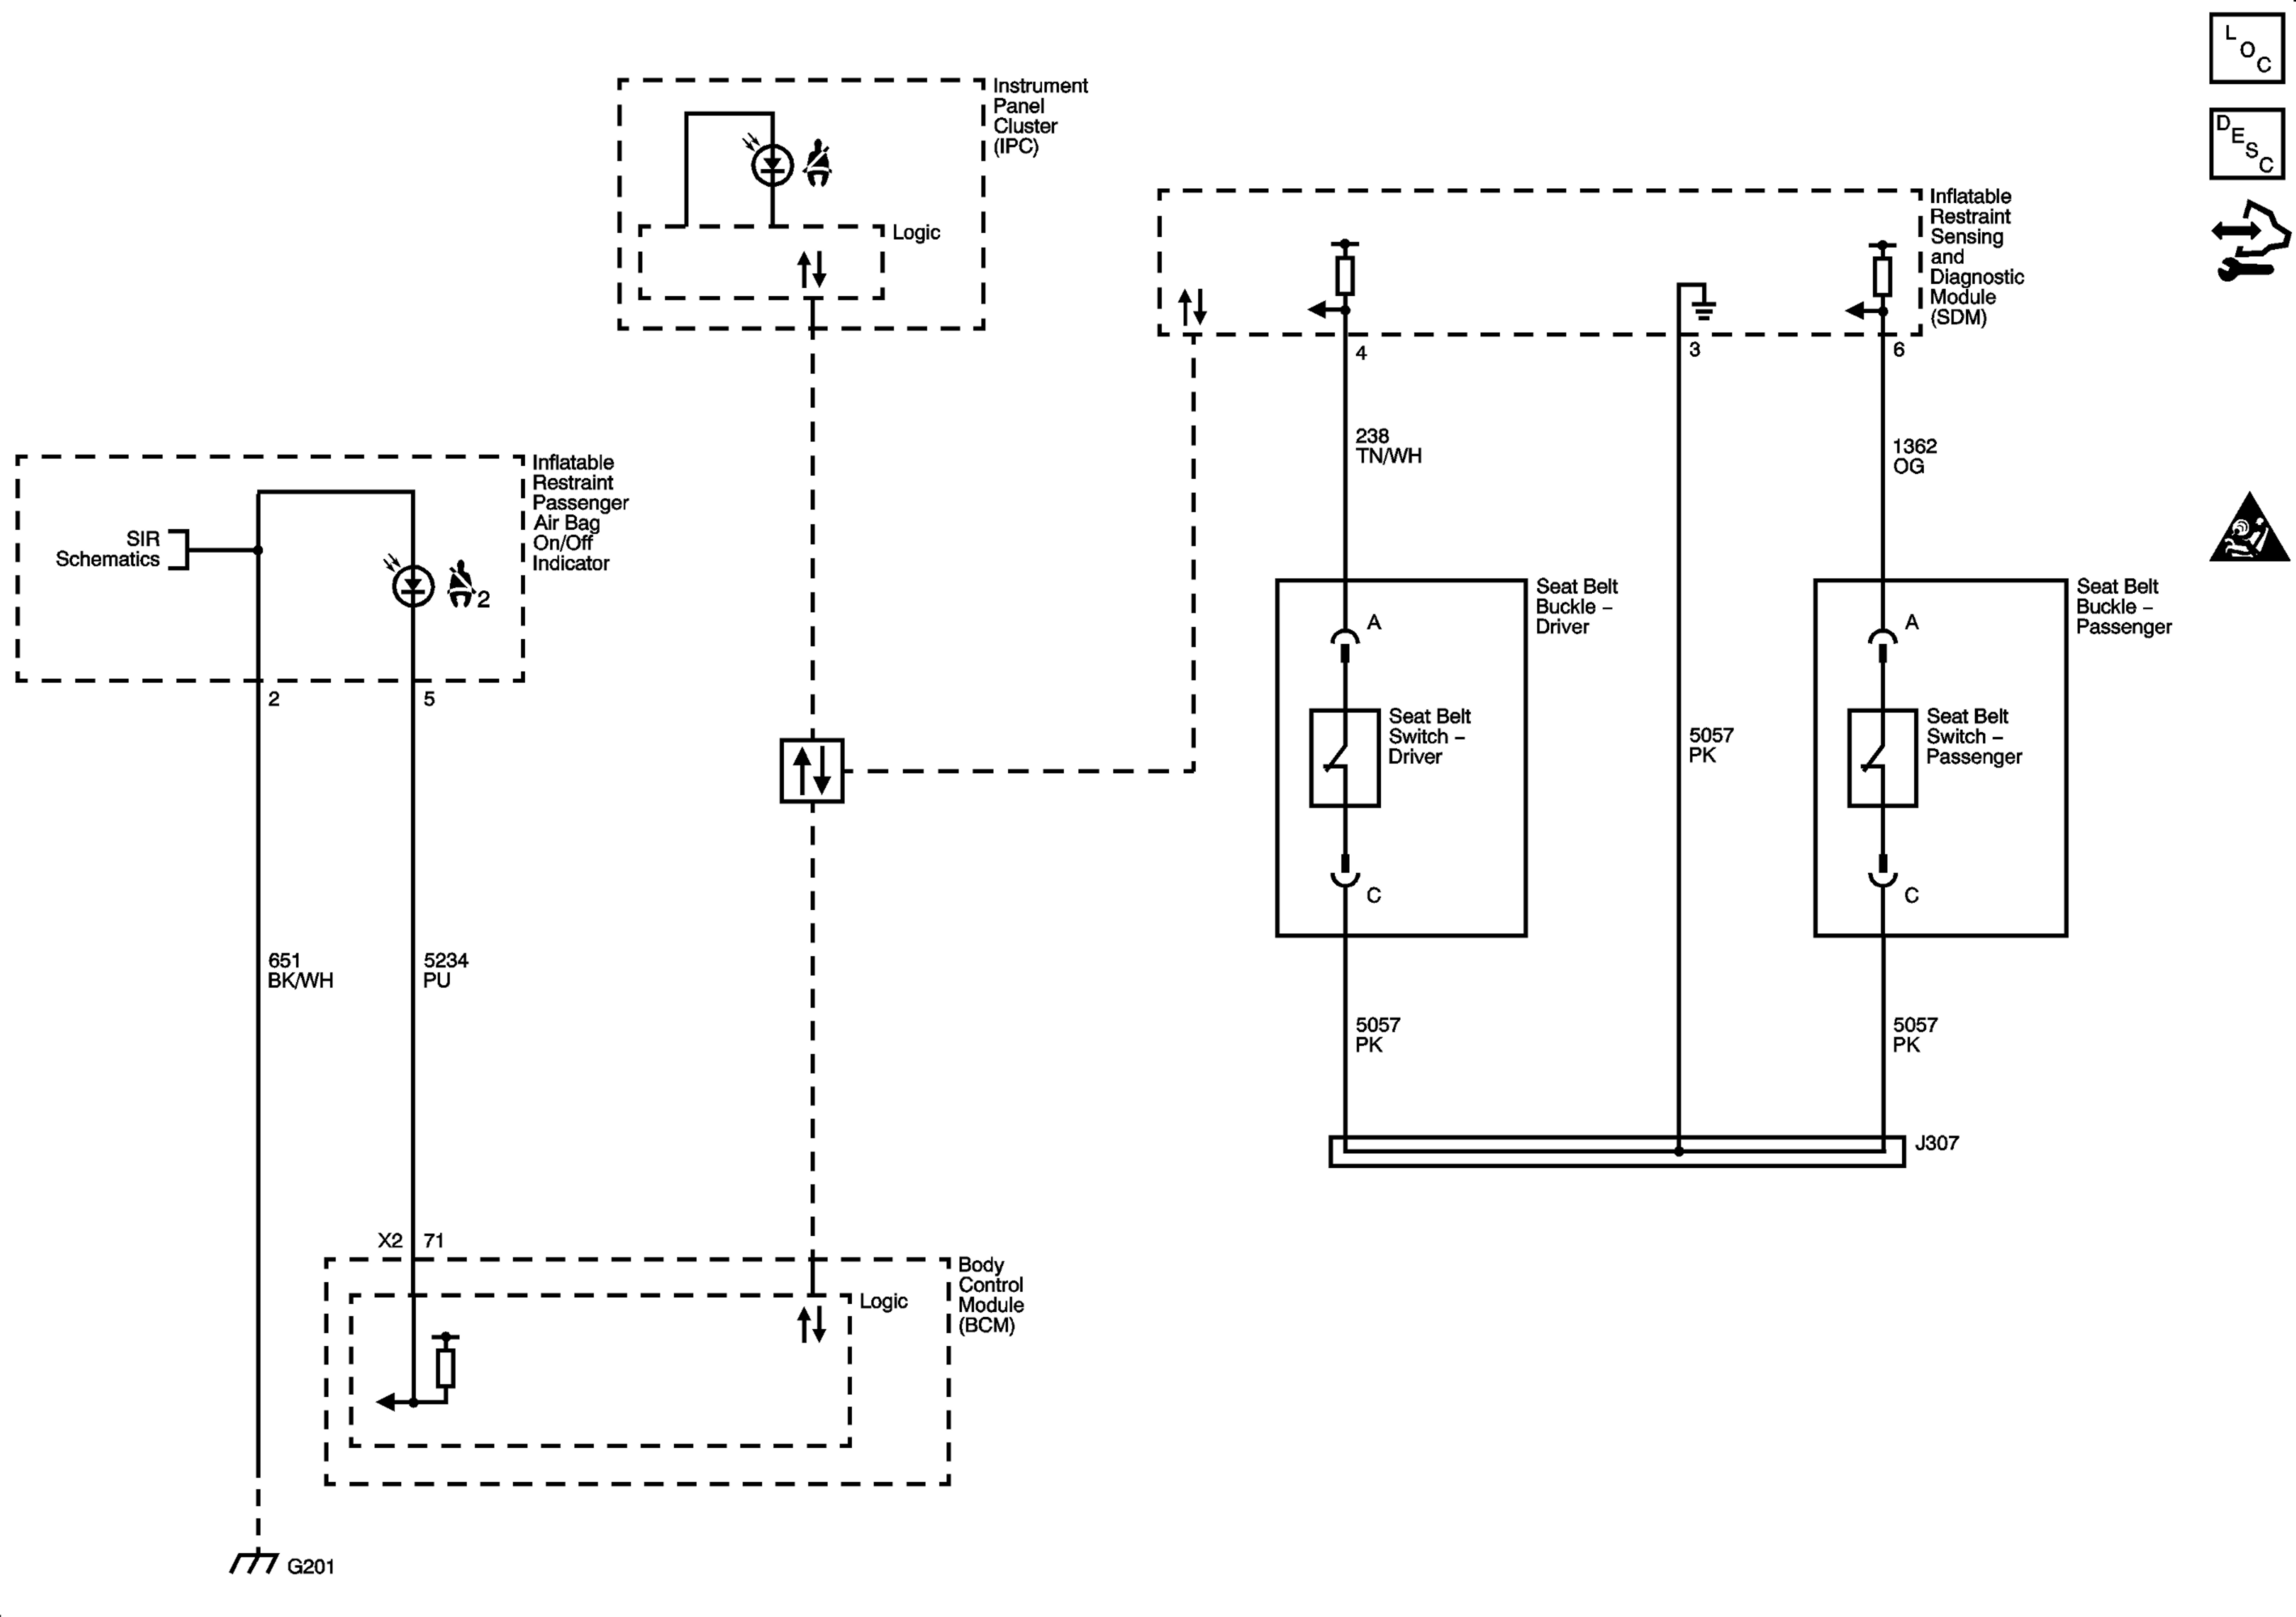 L
O
C
D
E
S
C
Instrument
Panel
Cluster
(IPC)
Logic
Inflatable
Restraint
Sensing
and
Diagnostic
Module
(SDM)
4
3
6
238
TN/WH
1362
OG
Inflatable
Restraint
Passenger
Air Bag
On/Off
Indicator
SIR
Schematics
2
2
5
Seat Belt
Buckle –
Driver
A
Seat Belt
Switch –
Driver
C
5057
PK
Seat Belt
Buckle –
Passenger
A
Seat Belt
Switch –
Passenger
C
651
BK/WH
5234
PU
5057
PK
5057
PK
J307
X2
71
Body
Control
Module
(BCM)
Logic
G201